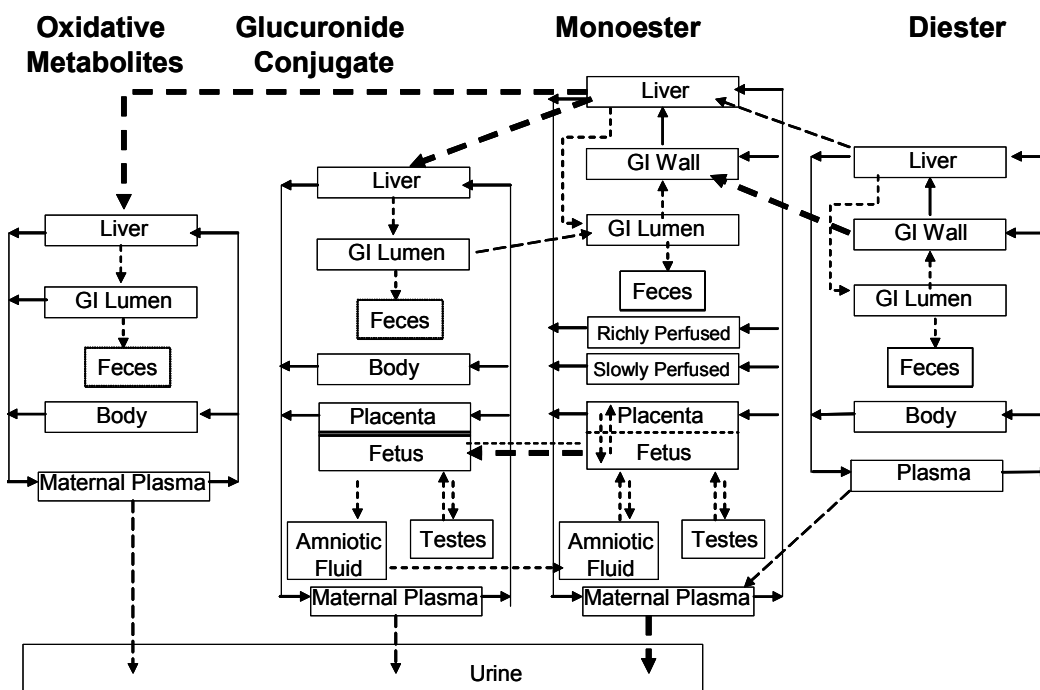 Oxidative
Metabolites
Glucuronide
Conjugate
Monoester
Diester
Liver
GI Lumen
Feces
Body
Maternal Plasma
Liver
GI Lumen
Feces
Body
Placenta
Fetus
Amniotic
Fluid
Testes
Maternal Plasma
Liver
GI Wall
GI Lumen
Feces
Richly Perfused
Slowly Perfused
Placenta
Fetus
Amniotic
Fluid
Testes
Maternal Plasma
Liver
GI Wall
GI Lumen
Feces
Body
Plasma
Urine